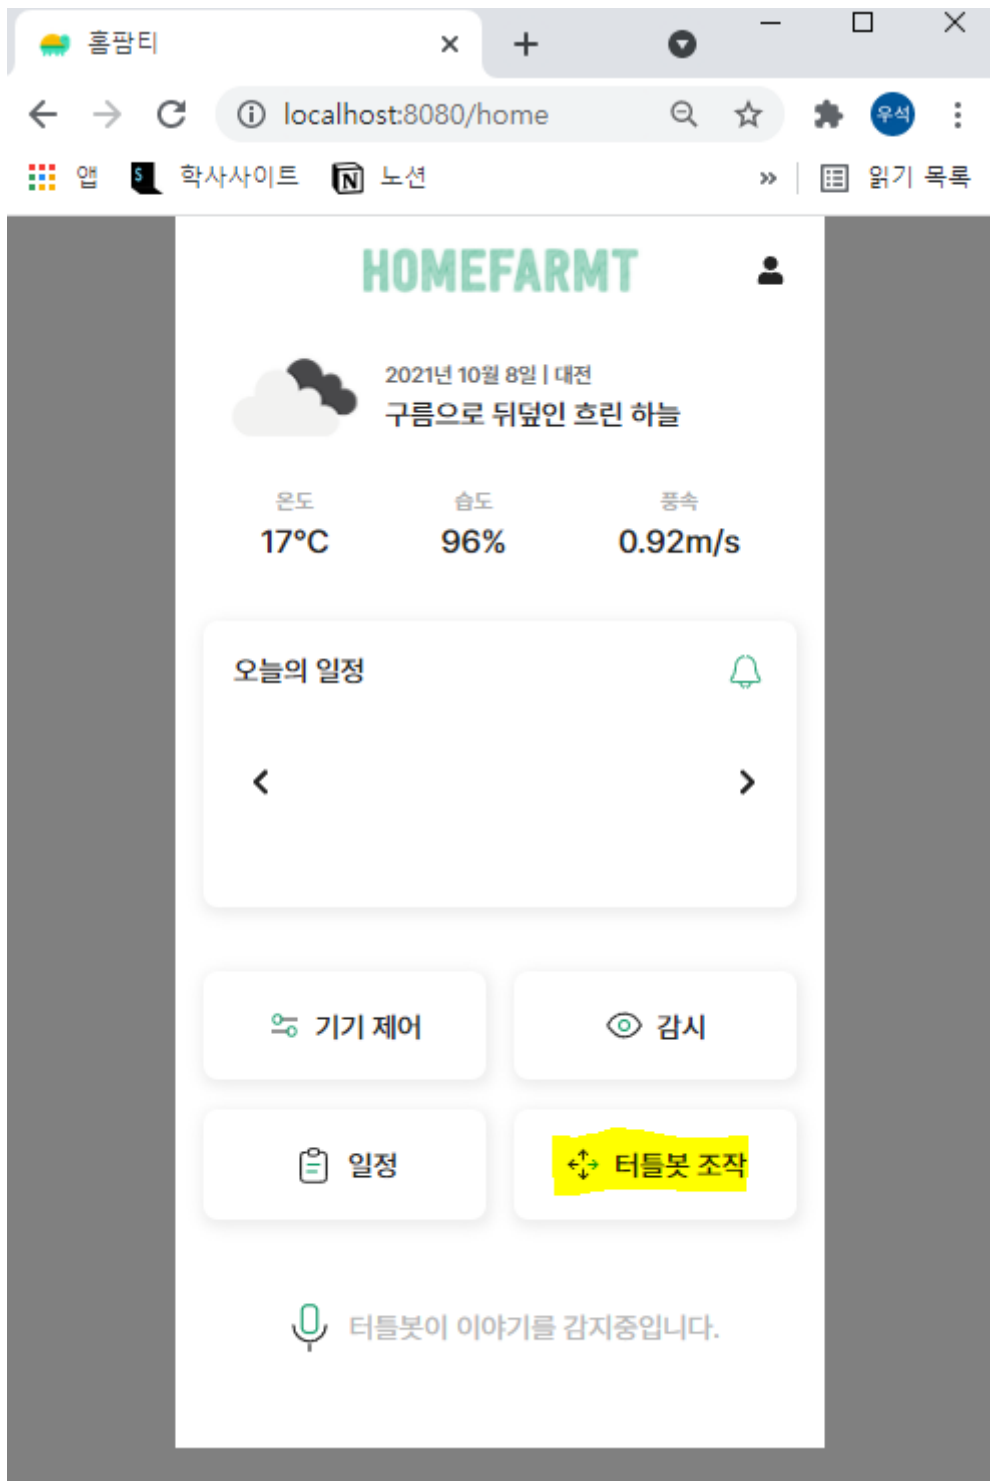 홈팜티
localhost:8080/home
우석
앱 학사사이트 노션 » 읽기 목록
HOMEFARMT
2021년 10월 8일 | 대전
구름으로 뒤덮인 흐린 하늘
온도 습도 풍속
17°C 96% 0.92m/s
오늘의 일정
기기 제어 감시
일정 터틀봇 조작
터틀봇이 이야기를 감지중입니다.